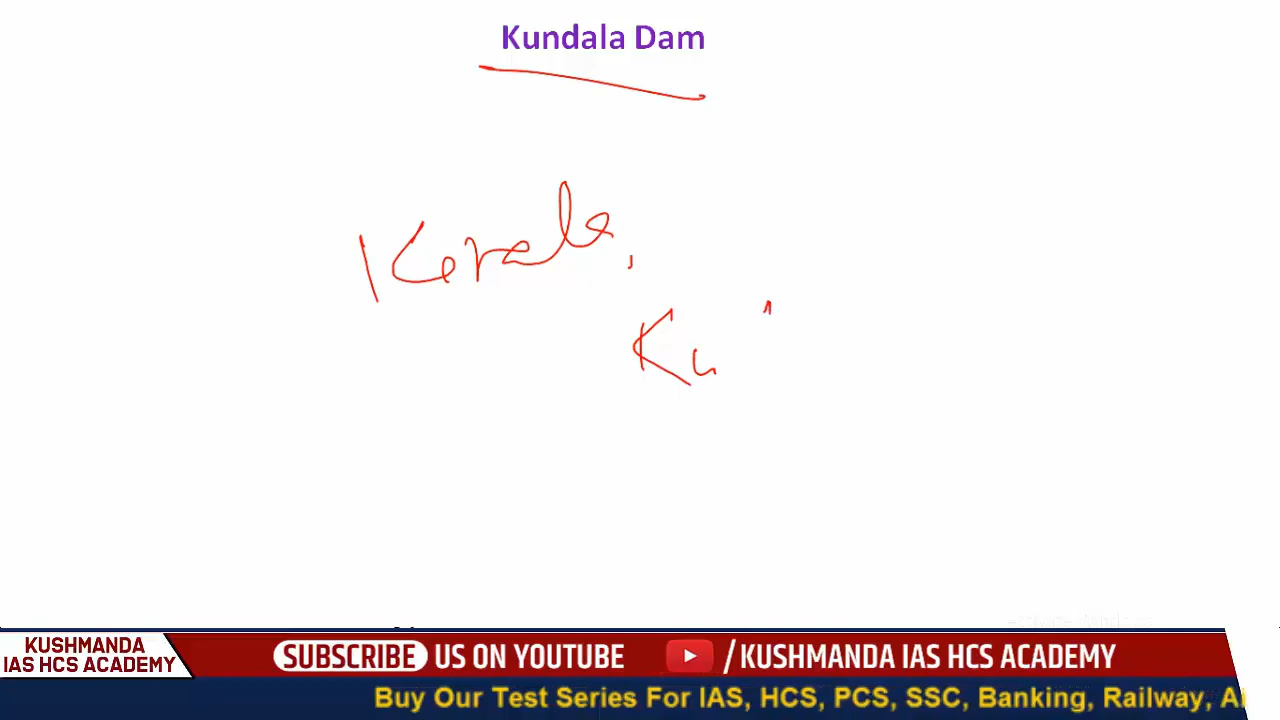 Kundala Dam
Kerala,
Ku
KUSHMANDA
IAS HCS ACADEMY
SUBSCRIBE US ON YOUTUBE /KUSHMANDA IAS HCS ACADEMY
Buy Our Test Series For IAS, HCS, PCS, SSC, Banking, Railway,